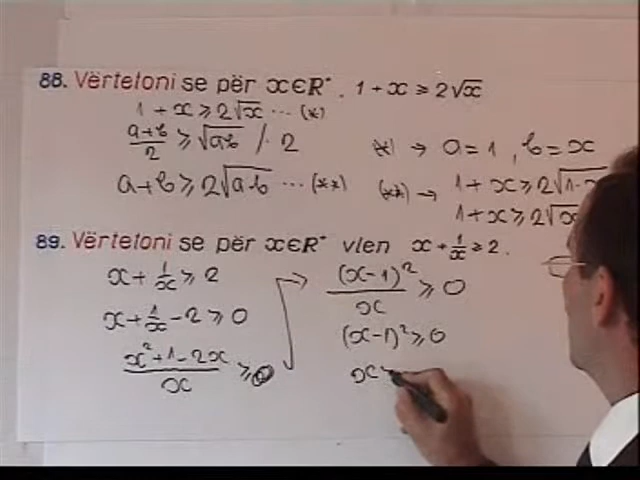 88. Vërtetoni se për x∈R⁺. 1+x ≥ 2√x
1+x ≥ 2√x ... (*)
(a+b)/2 ≥ √ab / · 2
a+b ≥ 2√ab ... (**)
(*) → a=1, b=x
(**) → 1+x ≥ 2√1·x
1+x ≥ 2√x
89. Vërtetoni se për x∈R⁺ vlen x+1/x ≥ 2.
x+1/x ≥ 2
x+1/x-2 ≥ 0
(x²+1-2x)/x ≥ 0
(x-1)²/x ≥ 0
(x-1)² ≥ 0
x >